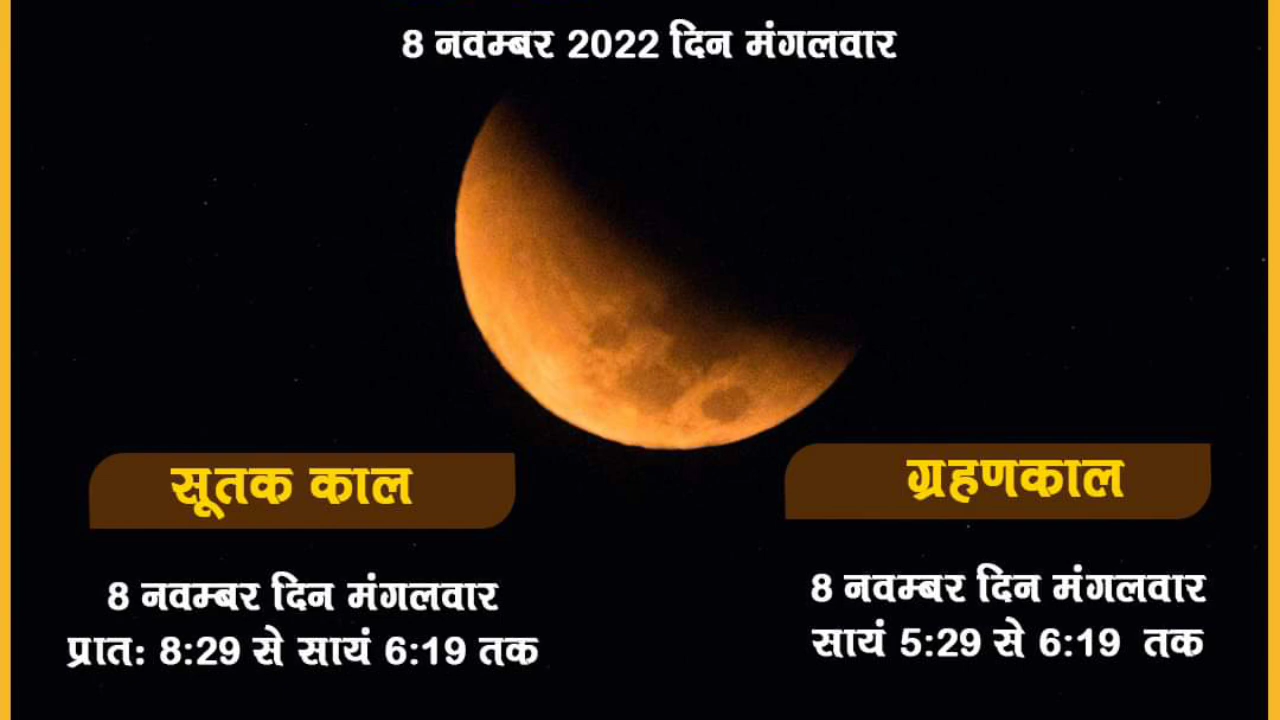 8 नवम्बर 2022 दिन मंगलवार
सूतक काल
8 नवम्बर दिन मंगलवार
प्रातः 8:29 से सायं 6:19 तक
ग्रहणकाल
8 नवम्बर दिन मंगलवार
सायं 5:29 से 6:19 तक